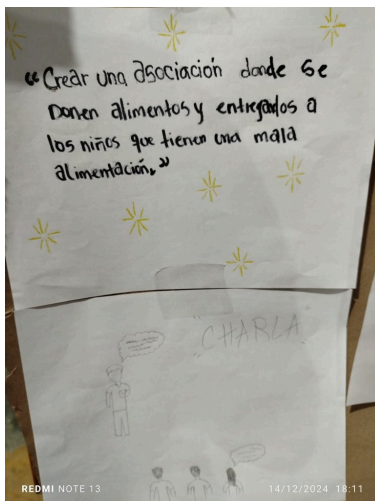 “Crear una asociación donde se
Donen alimentos y entregarlos a
los niños que tienen una mala
alimentación.”
"CHARLA"
REDMI NOTE 13
14/12/2024 18:11